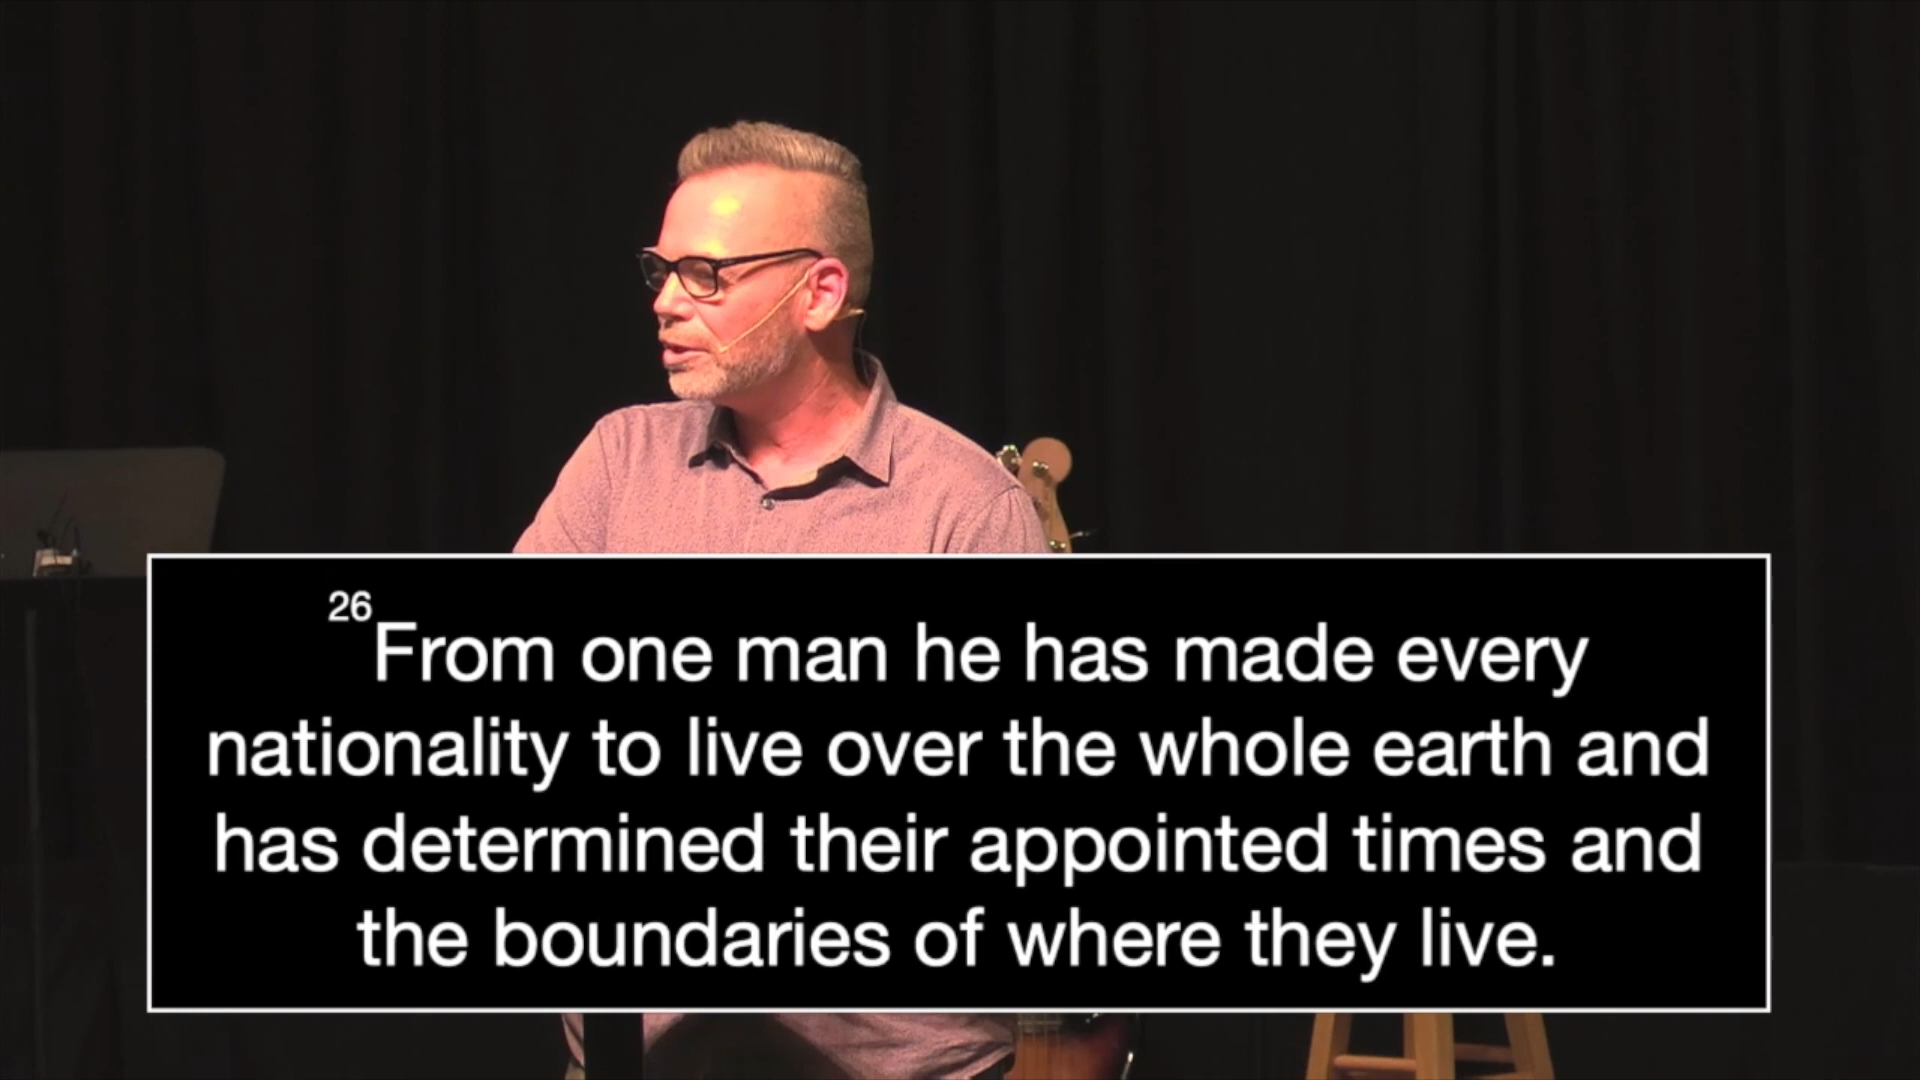 26 From one man he has made every
nationality to live over the whole earth and
has determined their appointed times and
the boundaries of where they live.